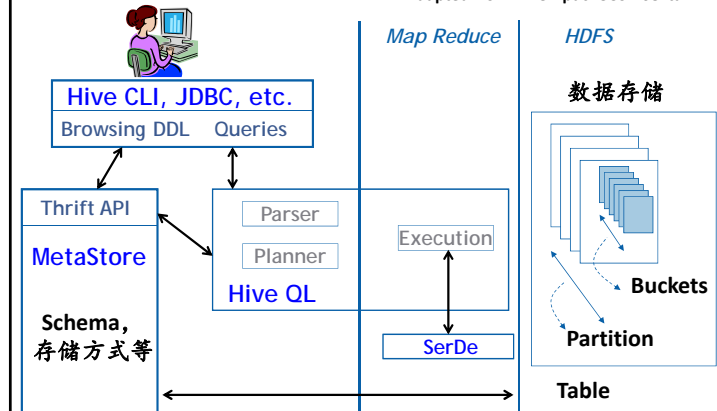 Map Reduce
HDFS
Hive CLI, JDBC, etc.
Browsing DDL Queries
数据存储
Thrift API
MetaStore
Schema,
存储方式等
Parser
Planner
Hive QL
Execution
SerDe
Buckets
Partition
Table